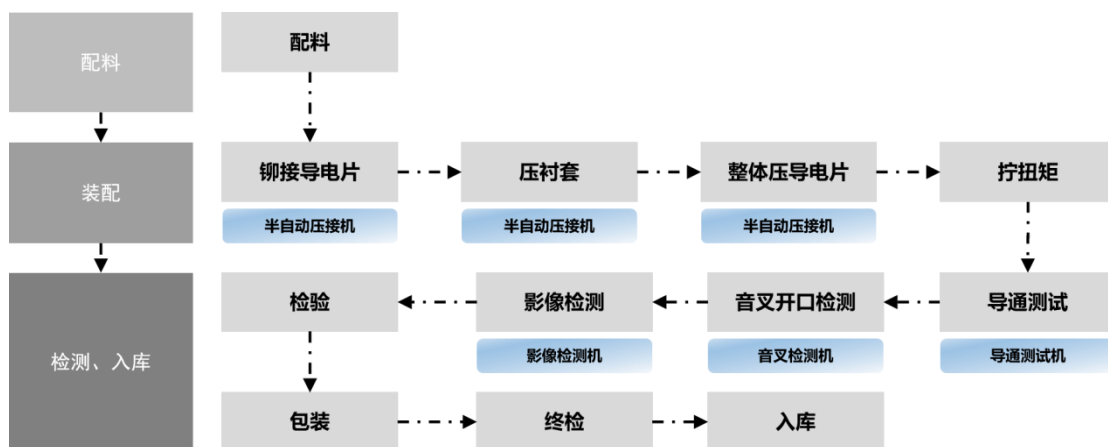 配料
配料
装配
铆接导电片
压衬套
整体压导电片
拧扭矩
半自动压接机
半自动压接机
半自动压接机
检测、入库
检验
影像检测
音叉开口检测
导通测试
影像检测机
音叉检测机
导通测试机
包装
终检
入库